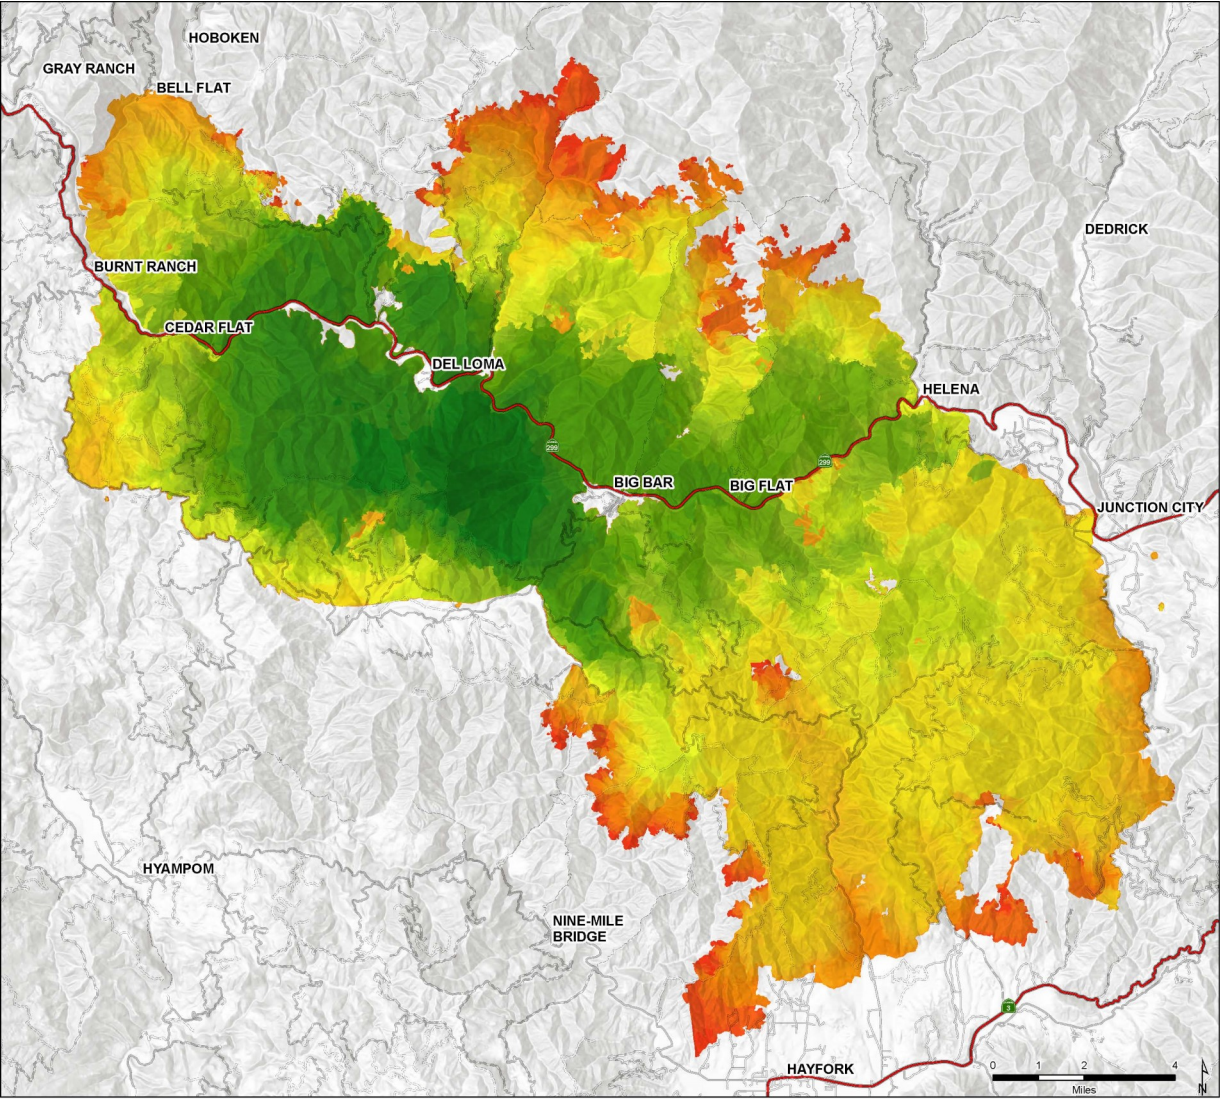 HOBOKEN
GRAY RANCH
BELL FLAT
DEDRICK
BURNT RANCH
CEDAR FLAT
DEL LOMA
HELENA
299
299
BIG BAR
BIG FLAT
JUNCTION CITY
HYAMPOM
NINE-MILE
BRIDGE
3
HAYFORK
0 1 2 4
Miles
N